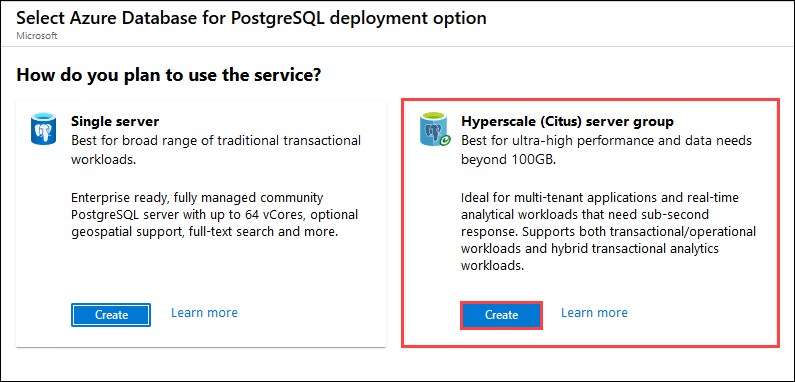 Select Azure Database for PostgreSQL deployment option
Microsoft
How do you plan to use the service?
Single server
Best for broad range of traditional transactional
workloads.
Enterprise ready, fully managed community
PostgreSQL server with up to 64 vCores, optional
geospatial support, full-text search and more.
Create
Learn more
Hyperscale (Citus) server group
Best for ultra-high performance and data needs
beyond 100GB.
Ideal for multi-tenant applications and real-time
analytical workloads that need sub-second
response. Supports both transactional/operational
workloads and hybrid transactional analytics
workloads.
Create
Learn more